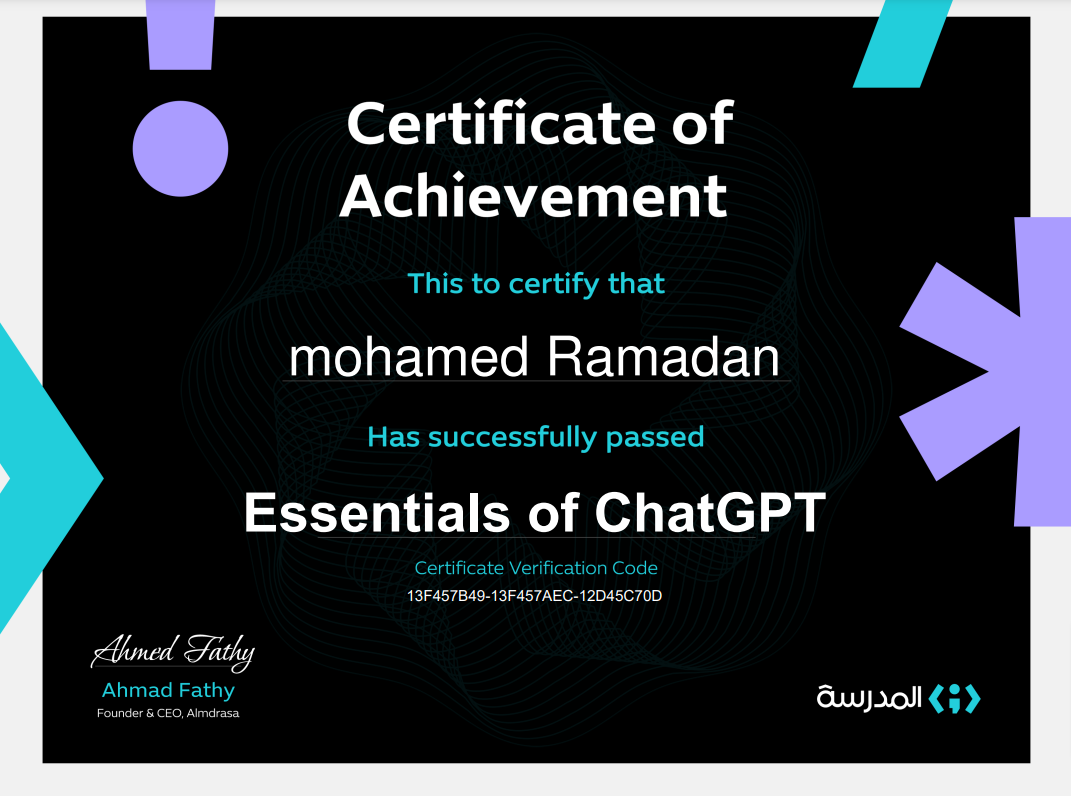 Certificate of
Achievement
This to certify that
mohamed Ramadan
Has successfully passed
Essentials of ChatGPT
Certificate Verification Code
13F457B49-13F457AEC-12D45C70D
Ahmed Fathy
Ahmad Fathy
Founder & CEO, Almdrasa
المدرسة